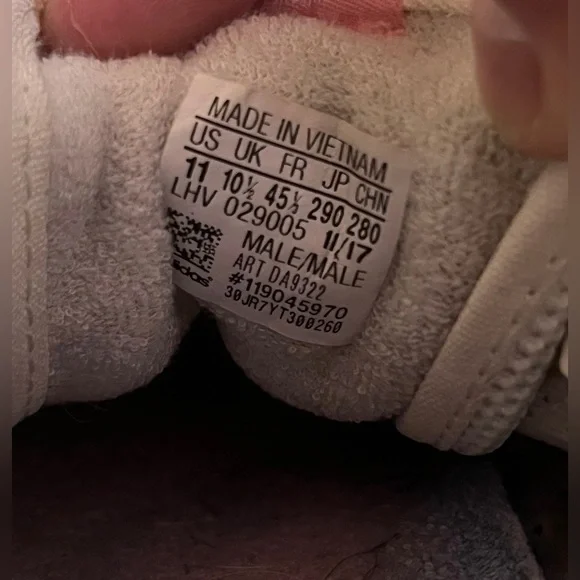 MADE IN VIETNAM
US UK FR JP CHN
11 10½ 45⅓ 290 280
LHV 029005 11/17
MALE/MALE
ART DA9322
#119045970
30JR7YT300260
adidas